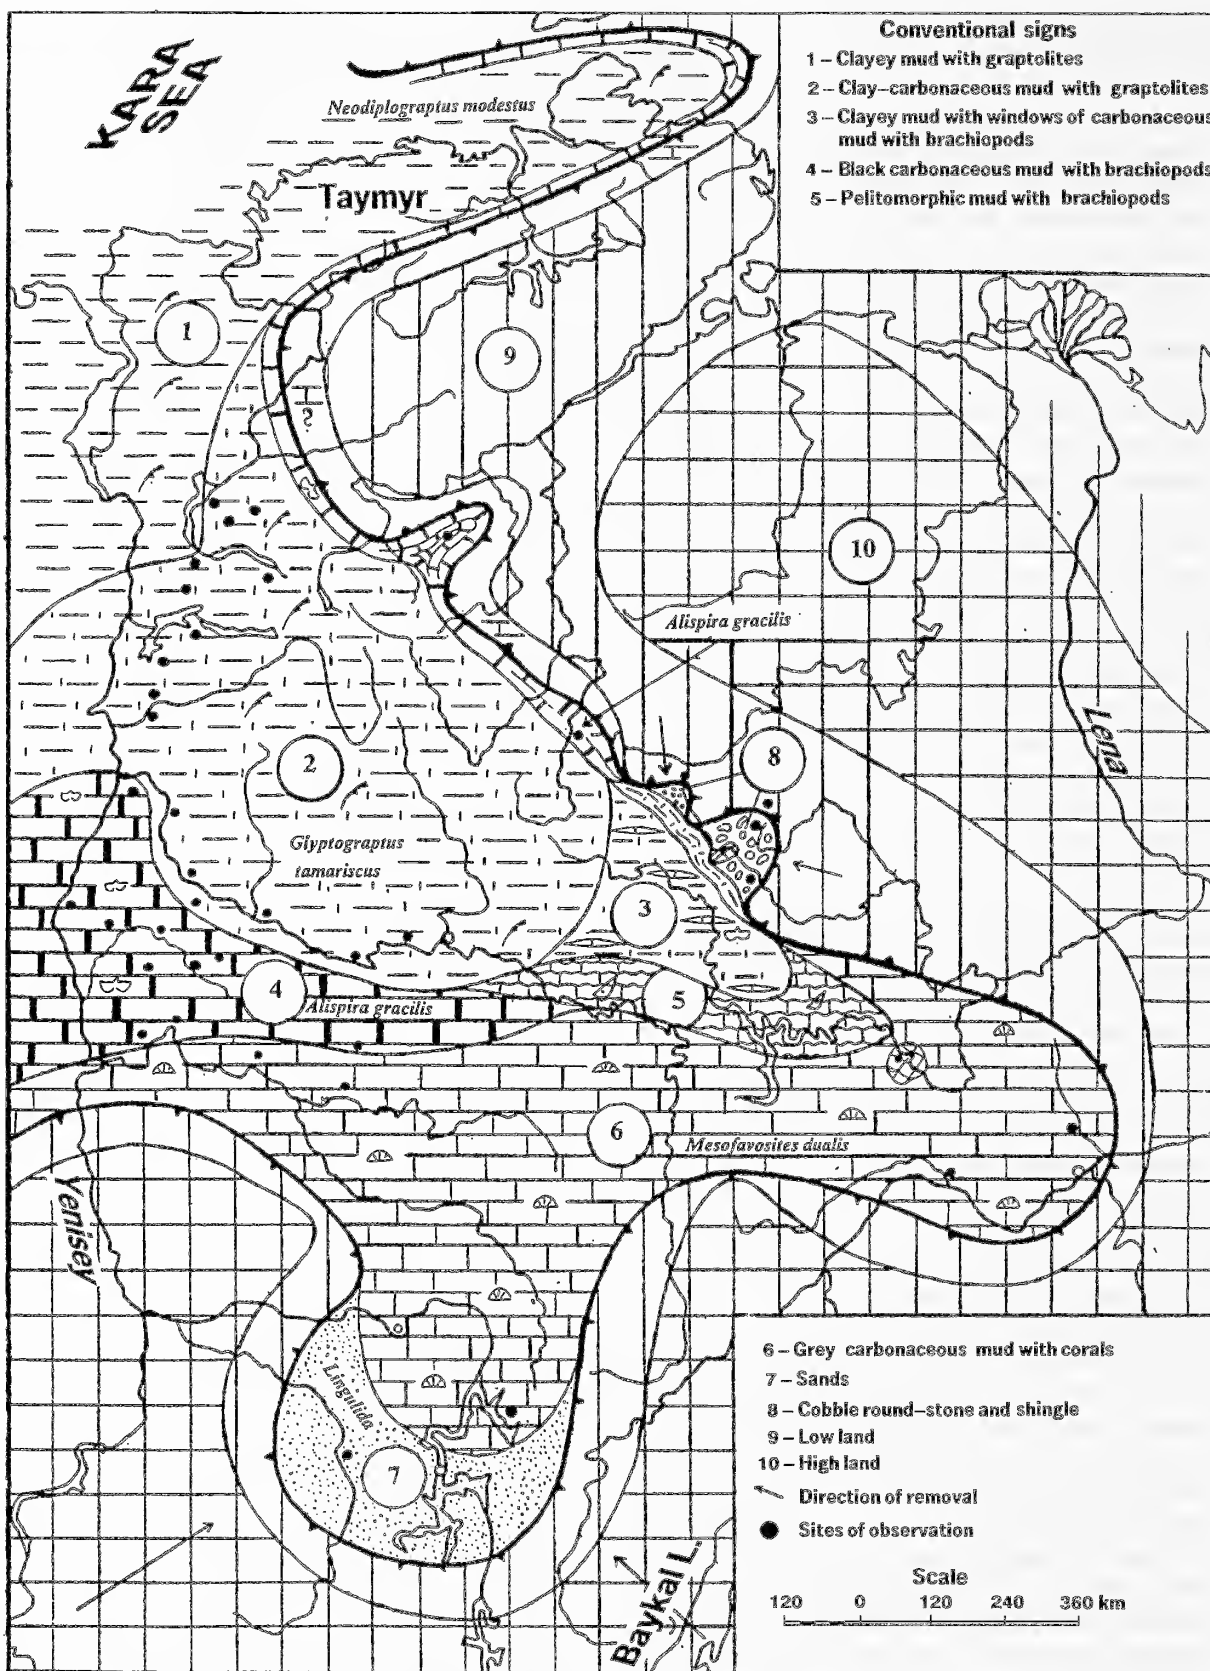 KARA
SEA
Conventional signs
1 – Clayey mud with graptolites
2 – Clay–carbonaceous mud with graptolites
3 – Clayey mud with windows of carbonaceous
mud with brachiopods
4 – Black carbonaceous mud with brachiopods
5 – Pelitomorphic mud with brachiopods
Neodiplograptus modestus
Taymyr
1
9
?
10
Alispira gracilis
Lena
8
2
Glyptograptus
tamariscus
3
4
Alispira gracilis
5
6
Mesofavosites dualis
Yenisey
Lingulida
7
Baykal L.
6 – Grey carbonaceous mud with corals
7 – Sands
8 – Cobble round–stone and shingle
9 – Low land
10 – High land
Direction of removal
Sites of observation
Scale
120 0 120 240 360 km